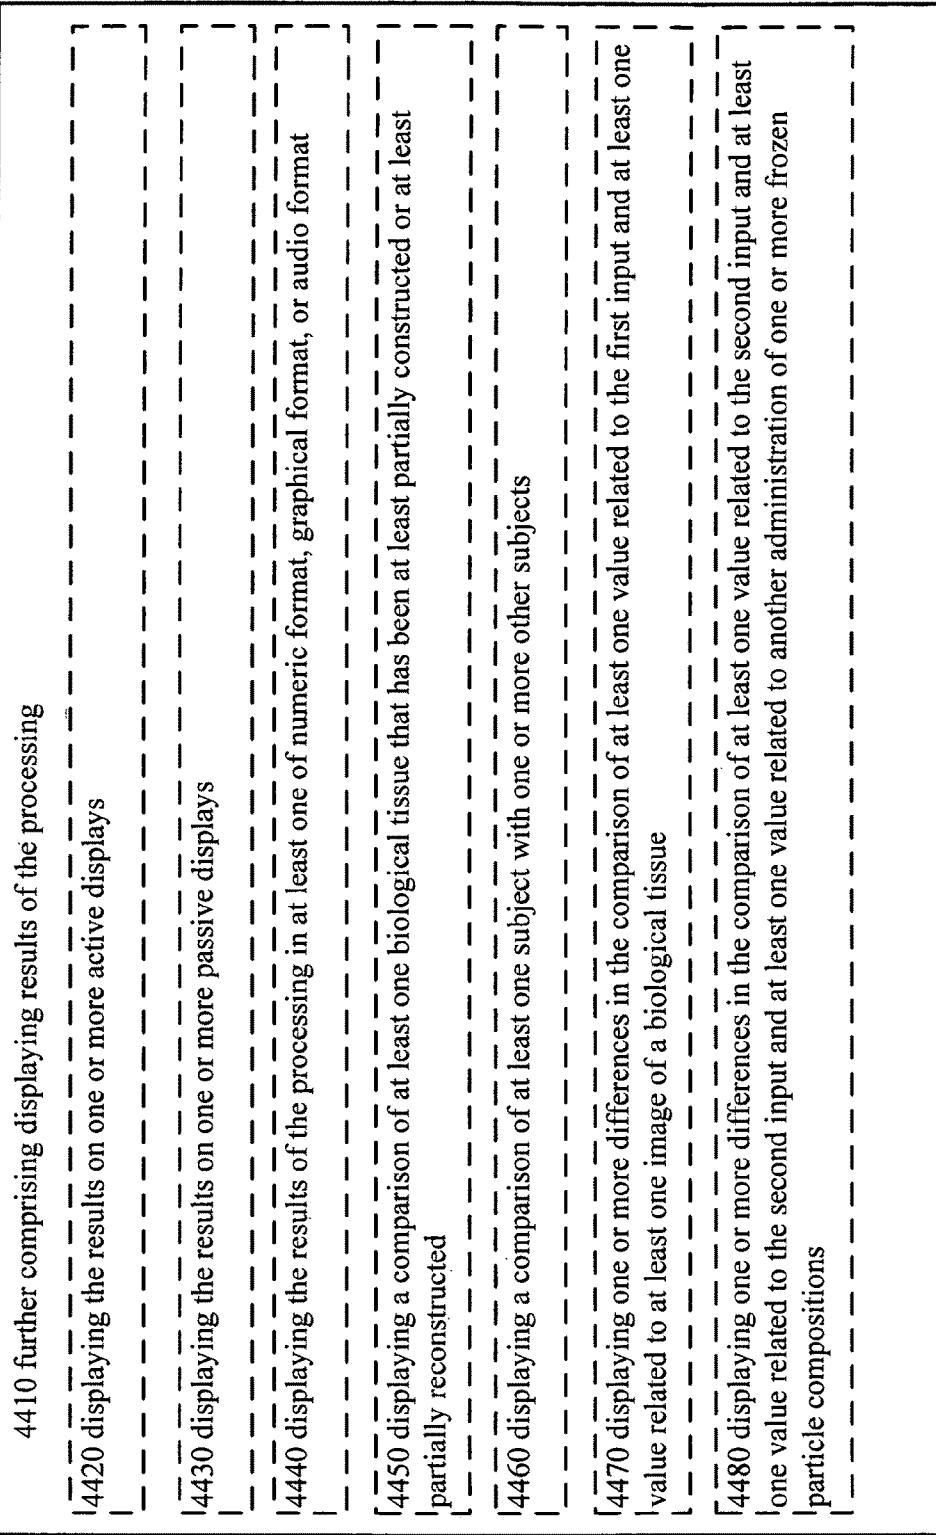 4410 further comprising displaying results of the processing
4420 displaying the results on one or more active displays
4430 displaying the results on one or more passive displays
4440 displaying the results of the processing in at least one of numeric format, graphical format, or audio format
4450 displaying a comparison of at least one biological tissue that has been at least partially constructed or at least
partially reconstructed
4460 displaying a comparison of at least one subject with one or more other subjects
4470 displaying one or more differences in the comparison of at least one value related to the first input and at least one
value related to at least one image of a biological tissue
4480 displaying one or more differences in the comparison of at least one value related to the second input and at least
one value related to the second input and at least one value related to another administration of one or more frozen
particle compositions